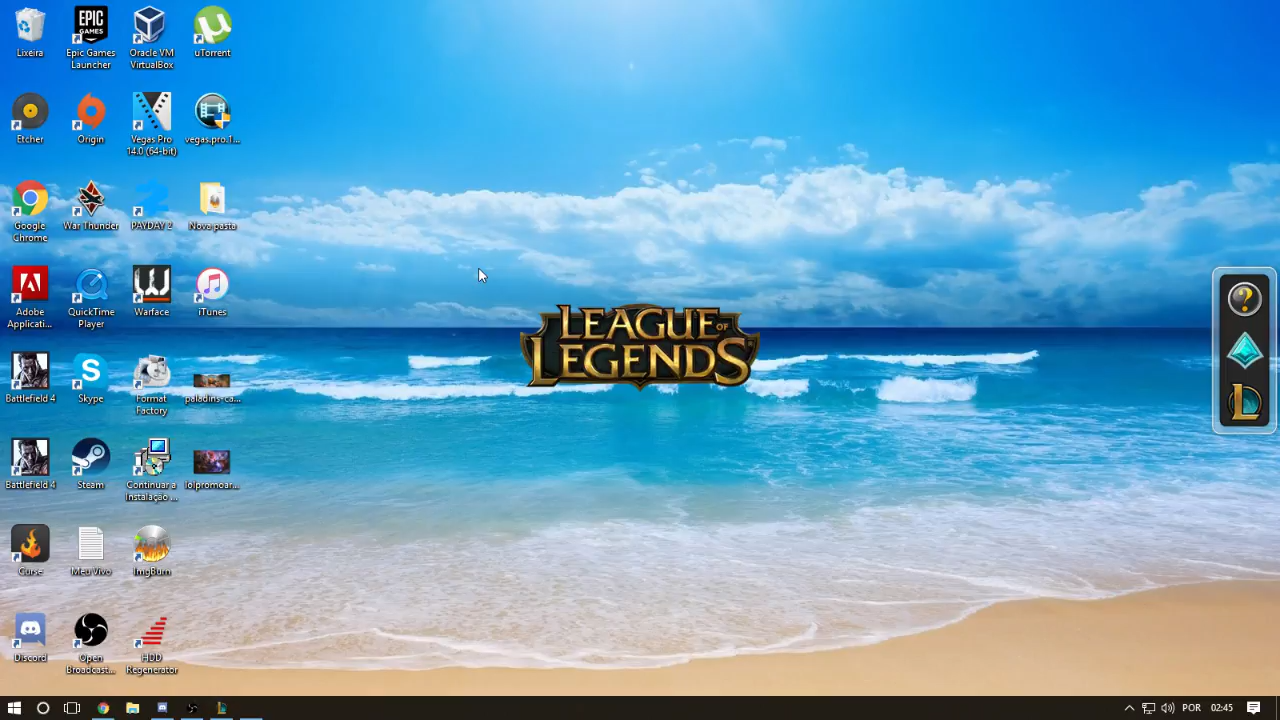 Lixeira
Epic Games
Launcher
Oracle VM
VirtualBox
uTorrent
Etcher
Origin
Vegas Pro
14.0 (64-bit)
vegas.pro.1...
Google
Chrome
War Thunder
PAYDAY 2
Nova pasta
Adobe
Applicati...
QuickTime
Player
Warface
iTunes
Battlefield 4
Skype
Format
Factory
paladins-ca...
Battlefield 4
Steam
Continuar a
Instalação ...
lolpromoar...
Curse
Meu Vivo
ImgBurn
Discord
Open
Broadcast...
HDD
Regenerator
EPIC
GAMES
LEAGUE OF
LEGENDS
POR
02:45